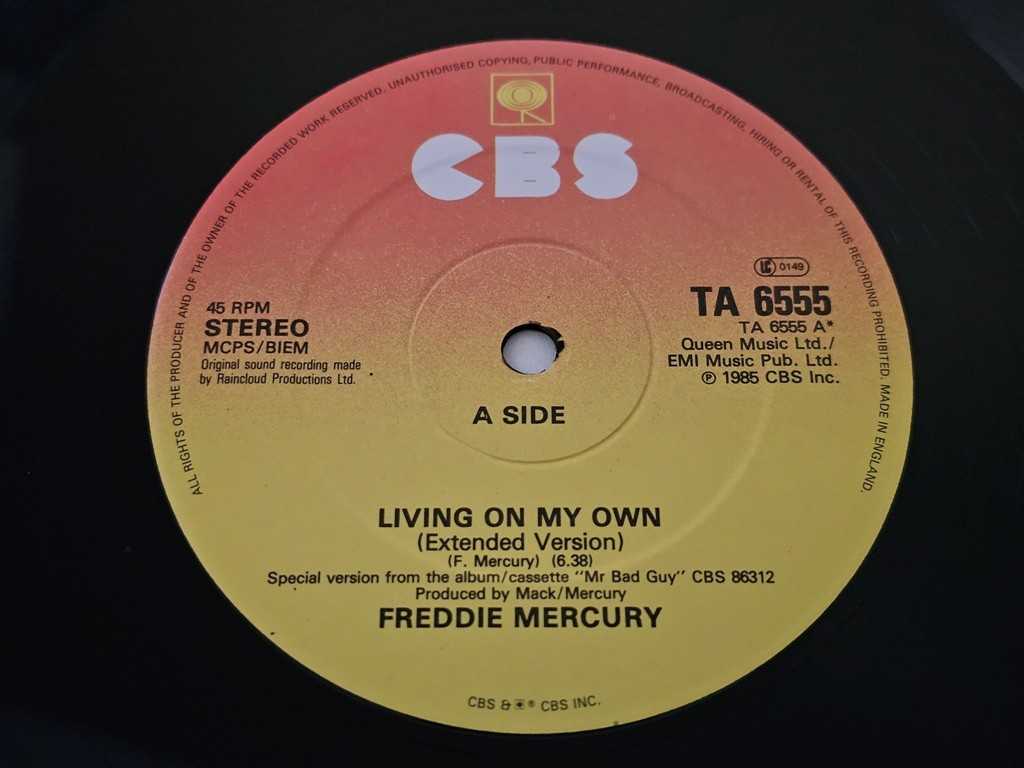 ALL RIGHTS OF THE PRODUCER AND OF THE OWNER OF THE RECORDED WORK RESERVED. UNAUTHORISED COPYING, PUBLIC PERFORMANCE, BROADCASTING, HIRING OR RENTAL OF THIS RECORDING PROHIBITED. MADE IN ENGLAND.
CBS
45 RPM
STEREO
MCPS/BIEM
Original sound recording made
by Raincloud Productions Ltd.
LC 0149
TA 6555
TA 6555 A*
Queen Music Ltd./
EMI Music Pub. Ltd.
℗ 1985 CBS Inc.
A SIDE
LIVING ON MY OWN
(Extended Version)
(F. Mercury) (6.38)
Special version from the album/cassette "Mr Bad Guy" CBS 86312
Produced by Mack/Mercury
FREDDIE MERCURY
CBS & ® CBS INC.